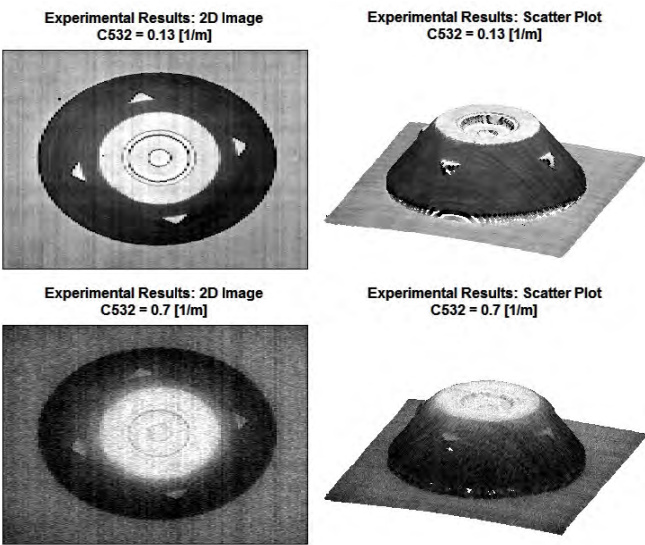 Experimental Results: 2D Image
C532 = 0.13 [1/m]
Experimental Results: Scatter Plot
C532 = 0.13 [1/m]
Experimental Results: 2D Image
C532 = 0.7 [1/m]
Experimental Results: Scatter Plot
C532 = 0.7 [1/m]